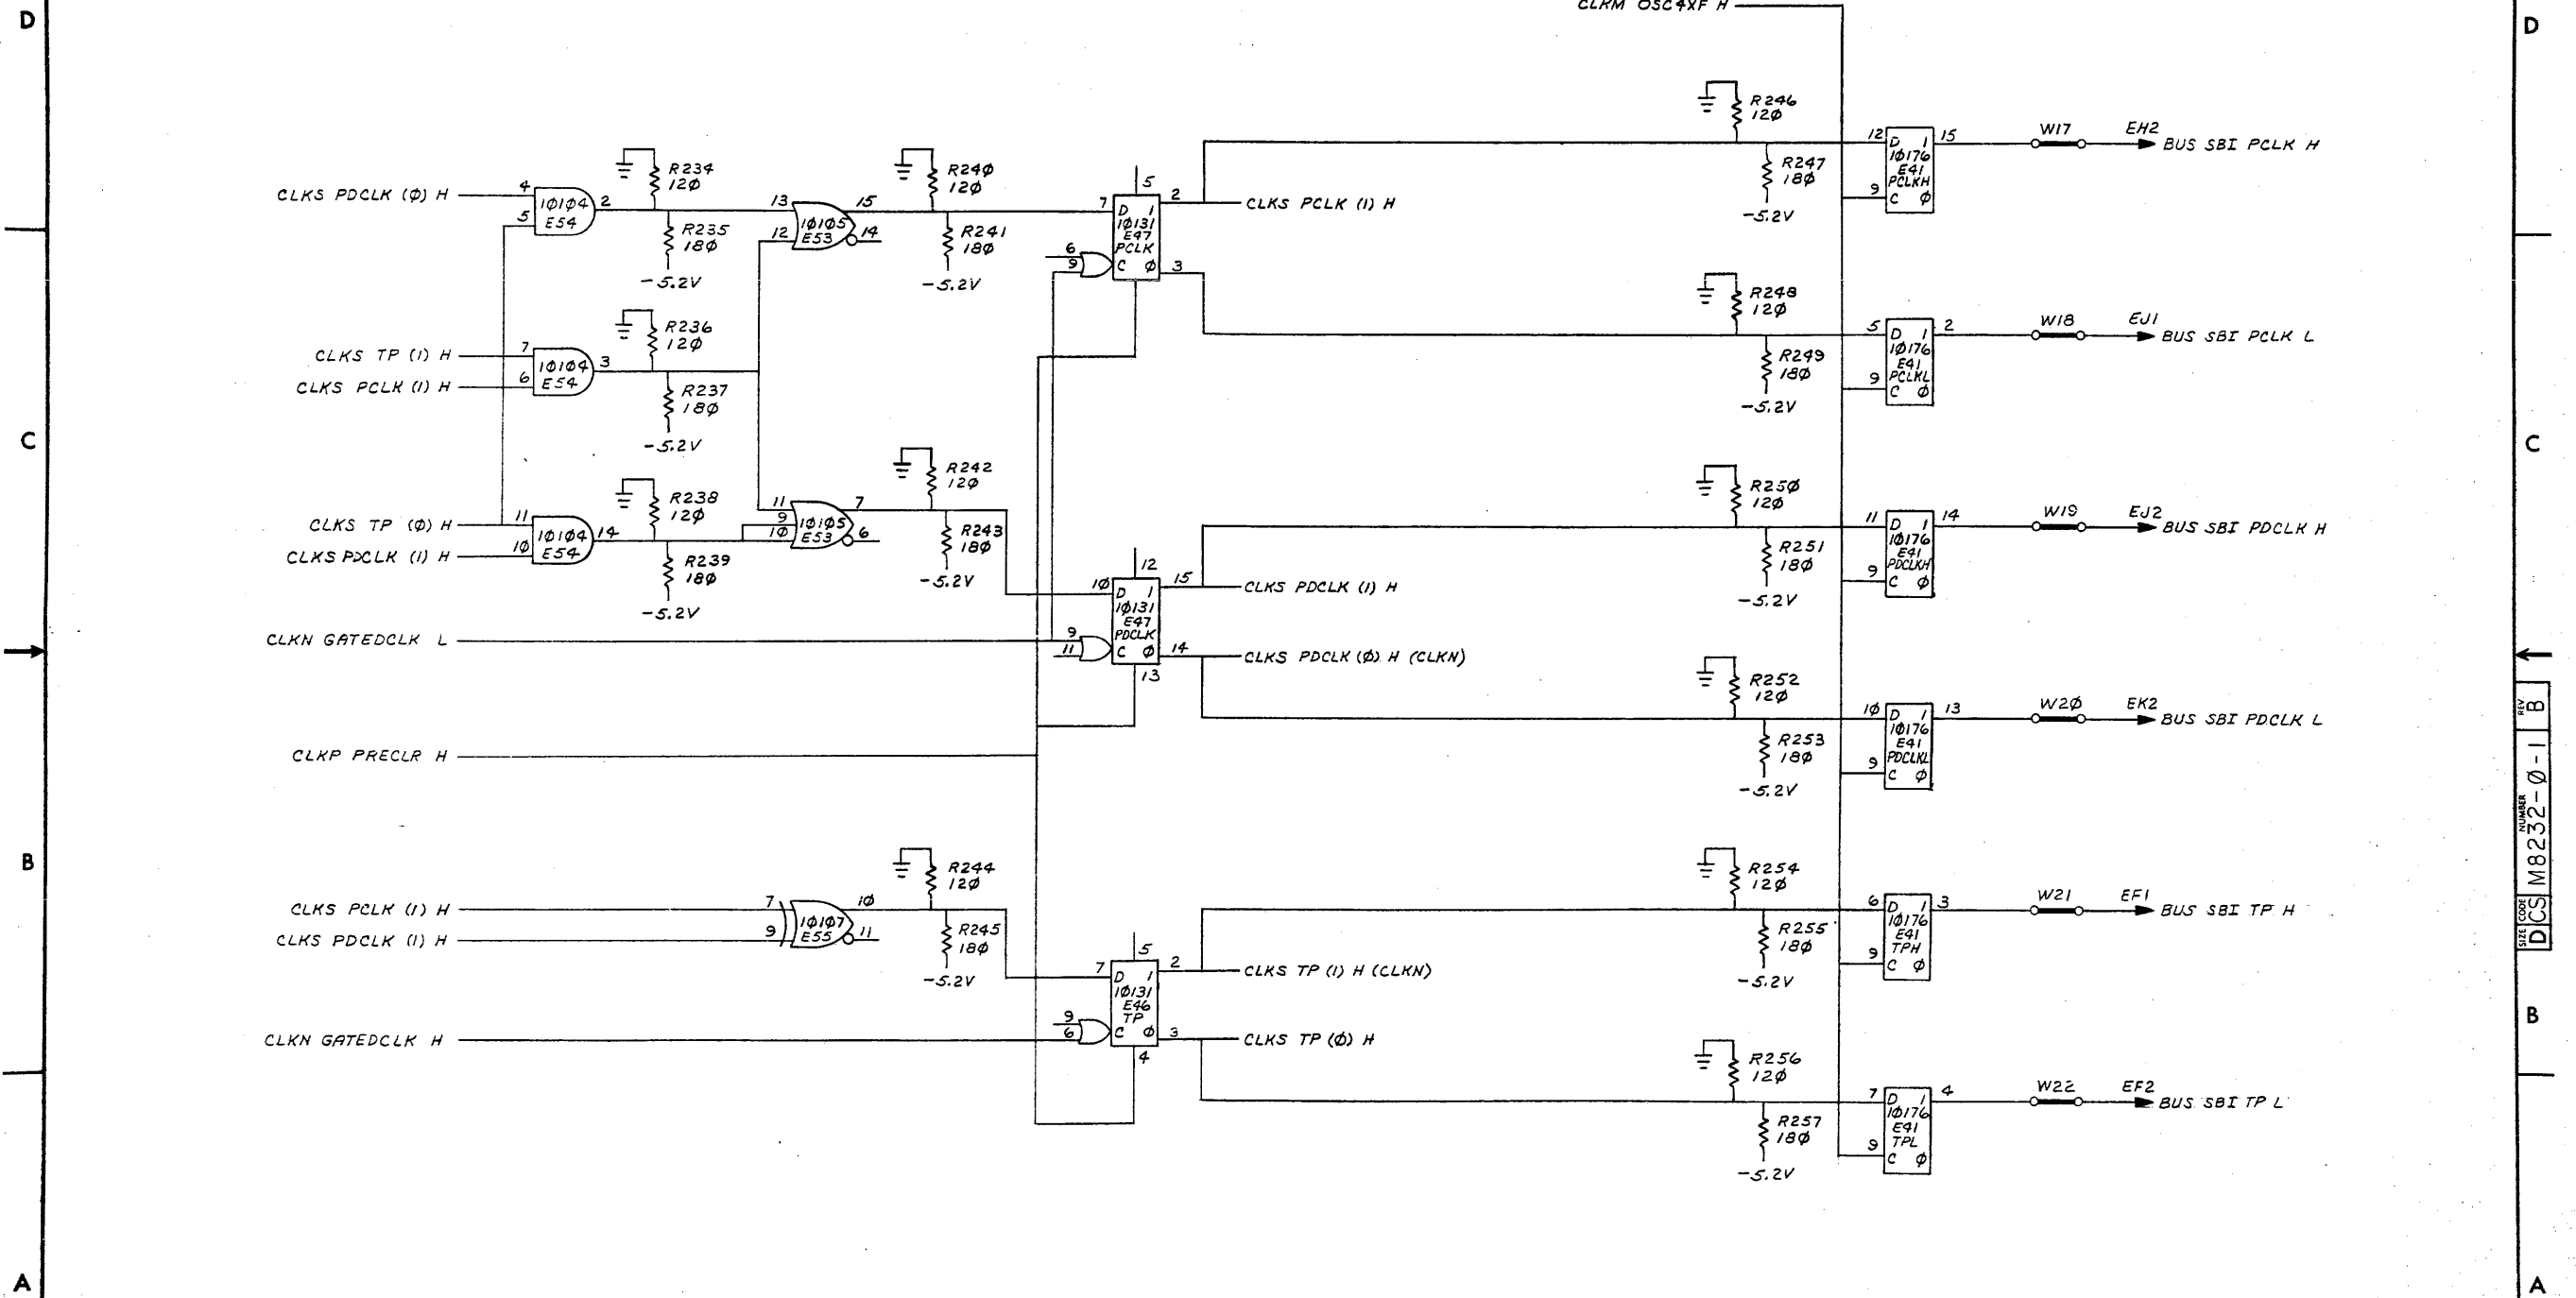 D
CLKM OSC4XF H
D
R246
12Ø
12
D 1
1Ø176
E41
PCLKH
C Ø
15
W17
EH2
BUS SBI PCLK H
R247
18Ø
-5.2V
9
CLKS PDCLK (Ø) H
4
5
1Ø1Ø4
E54
2
R234
12Ø
R235
18Ø
-5.2V
13
12
1Ø1Ø5
E53
15
14
R24Ø
12Ø
R241
18Ø
-5.2V
7
5
D 1
1Ø131
E47
PCLK
C Ø
6
9
2
3
CLKS PCLK (1) H
R248
12Ø
R249
18Ø
-5.2V
5
9
D 1
1Ø176
E41
PCLKL
C Ø
2
W18
EJ1
BUS SBI PCLK L
CLKS TP (1) H
CLKS PCLK (1) H
7
6
1Ø1Ø4
E54
3
R236
12Ø
R237
18Ø
-5.2V
C
C
CLKS TP (Ø) H
CLKS PDCLK (1) H
11
1Ø
1Ø1Ø4
E54
14
R238
12Ø
R239
18Ø
-5.2V
11
9
1Ø
1Ø1Ø5
E53
7
6
R242
12Ø
R243
18Ø
-5.2V
R25Ø
12Ø
R251
18Ø
-5.2V
11
9
D 1
1Ø176
E41
PDCLKH
C Ø
14
W19
EJ2
BUS SBI PDCLK H
1Ø
12
D 1
1Ø131
E47
PDCLK
C Ø
15
14
13
CLKS PDCLK (1) H
CLKN GATEDCLK L
9
11
CLKS PDCLK (Ø) H (CLKN)
R252
12Ø
R253
18Ø
-5.2V
1Ø
9
D 1
1Ø176
E41
PDCLKL
C Ø
13
W2Ø
EK2
BUS SBI PDCLK L
CLKP PRECLR H
SIZE CODE NUMBER REV
D CS M8232-Ø-1 B
B
CLKS PCLK (1) H
CLKS PDCLK (1) H
7
9
1Ø1Ø7
E55
1Ø
11
R244
12Ø
R245
18Ø
-5.2V
R254
12Ø
R255
18Ø
-5.2V
6
9
D 1
1Ø176
E41
TPH
C Ø
3
W21
EF1
BUS SBI TP H
7
5
D 1
1Ø131
E46
TP
C Ø
2
3
4
CLKS TP (1) H (CLKN)
B
CLKN GATEDCLK H
9
6
CLKS TP (Ø) H
R256
12Ø
R257
18Ø
-5.2V
7
9
D 1
1Ø176
E41
TPL
C Ø
4
W22
EF2
BUS SBI TP L
A
A